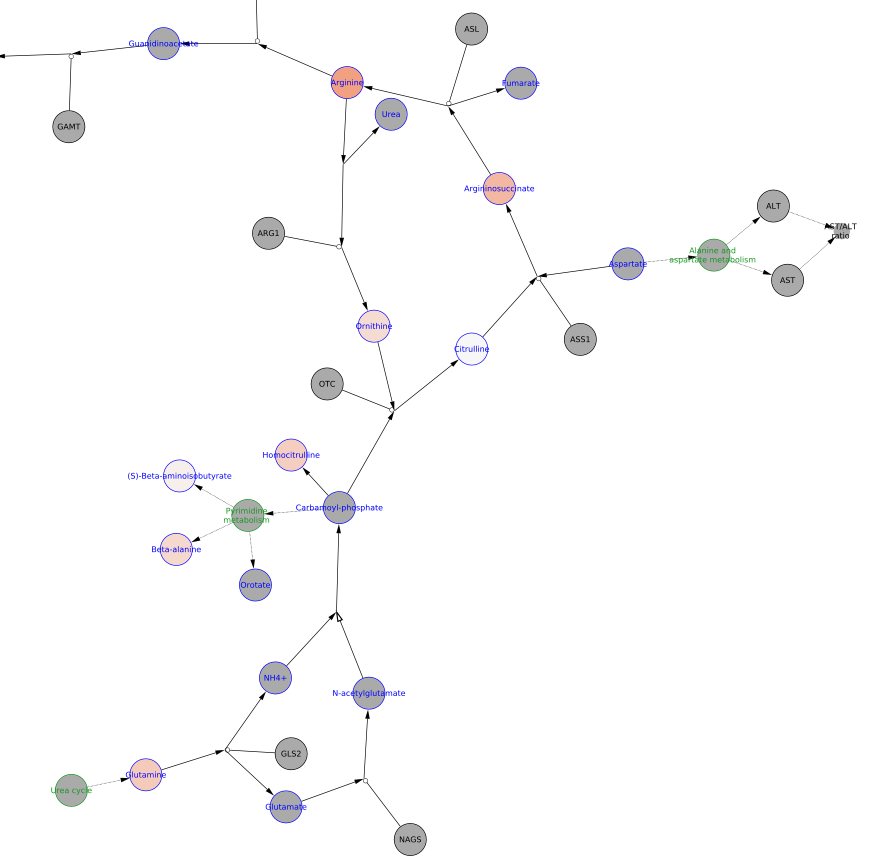 ASL
Guanidinoacetate
Arginine
Fumarate
Urea
GAMT
Argininosuccinate
ALT
ARG1
AST/ALT
ratio
Alanine and
aspartate metabolism
Aspartate
AST
Ornithine
ASS1
Citrulline
OTC
Homocitrulline
(S)-Beta-aminoisobutyrate
Carbamoyl-phosphate
Pyrimidine
metabolism
Beta-alanine
Orotate
NH4+
N-acetylglutamate
GLS2
Glutamine
Urea cycle
Glutamate
NAGS